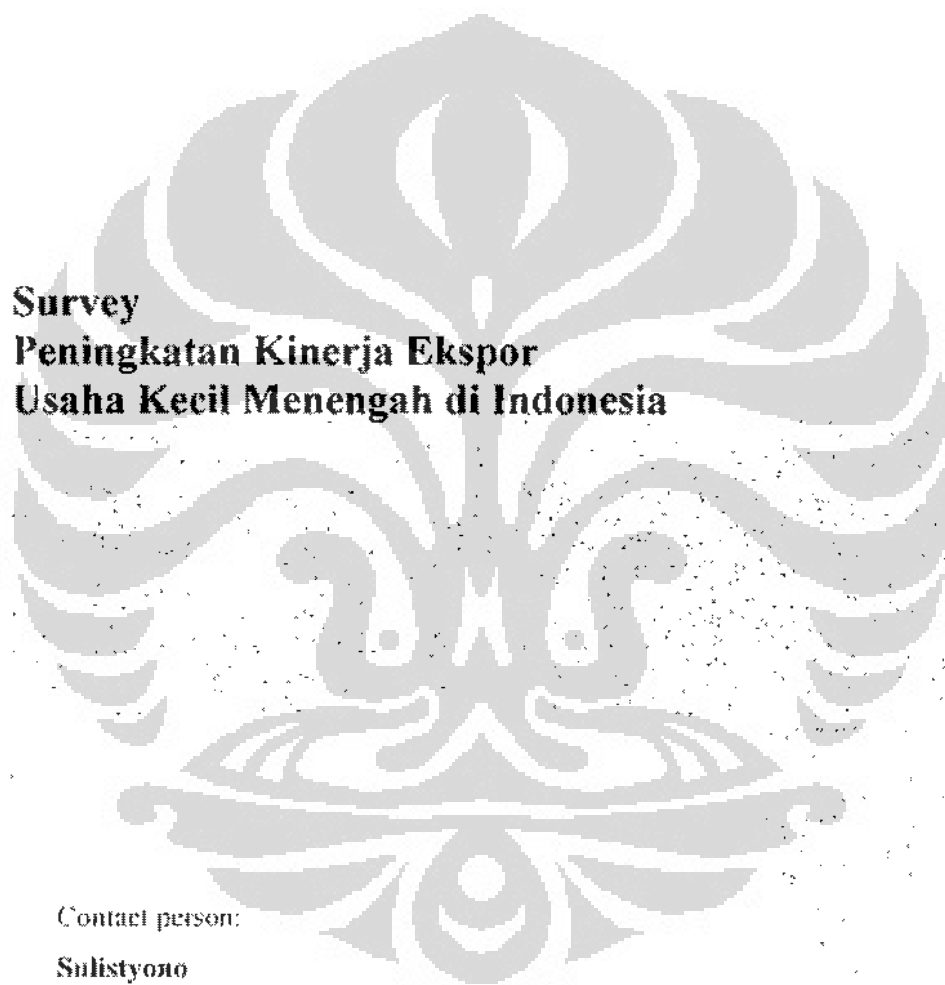 Survey
Peningkatan Kinerja Ekspor
Usaha Kecil Menengah di Indonesia
Contact person:
Sulistyono